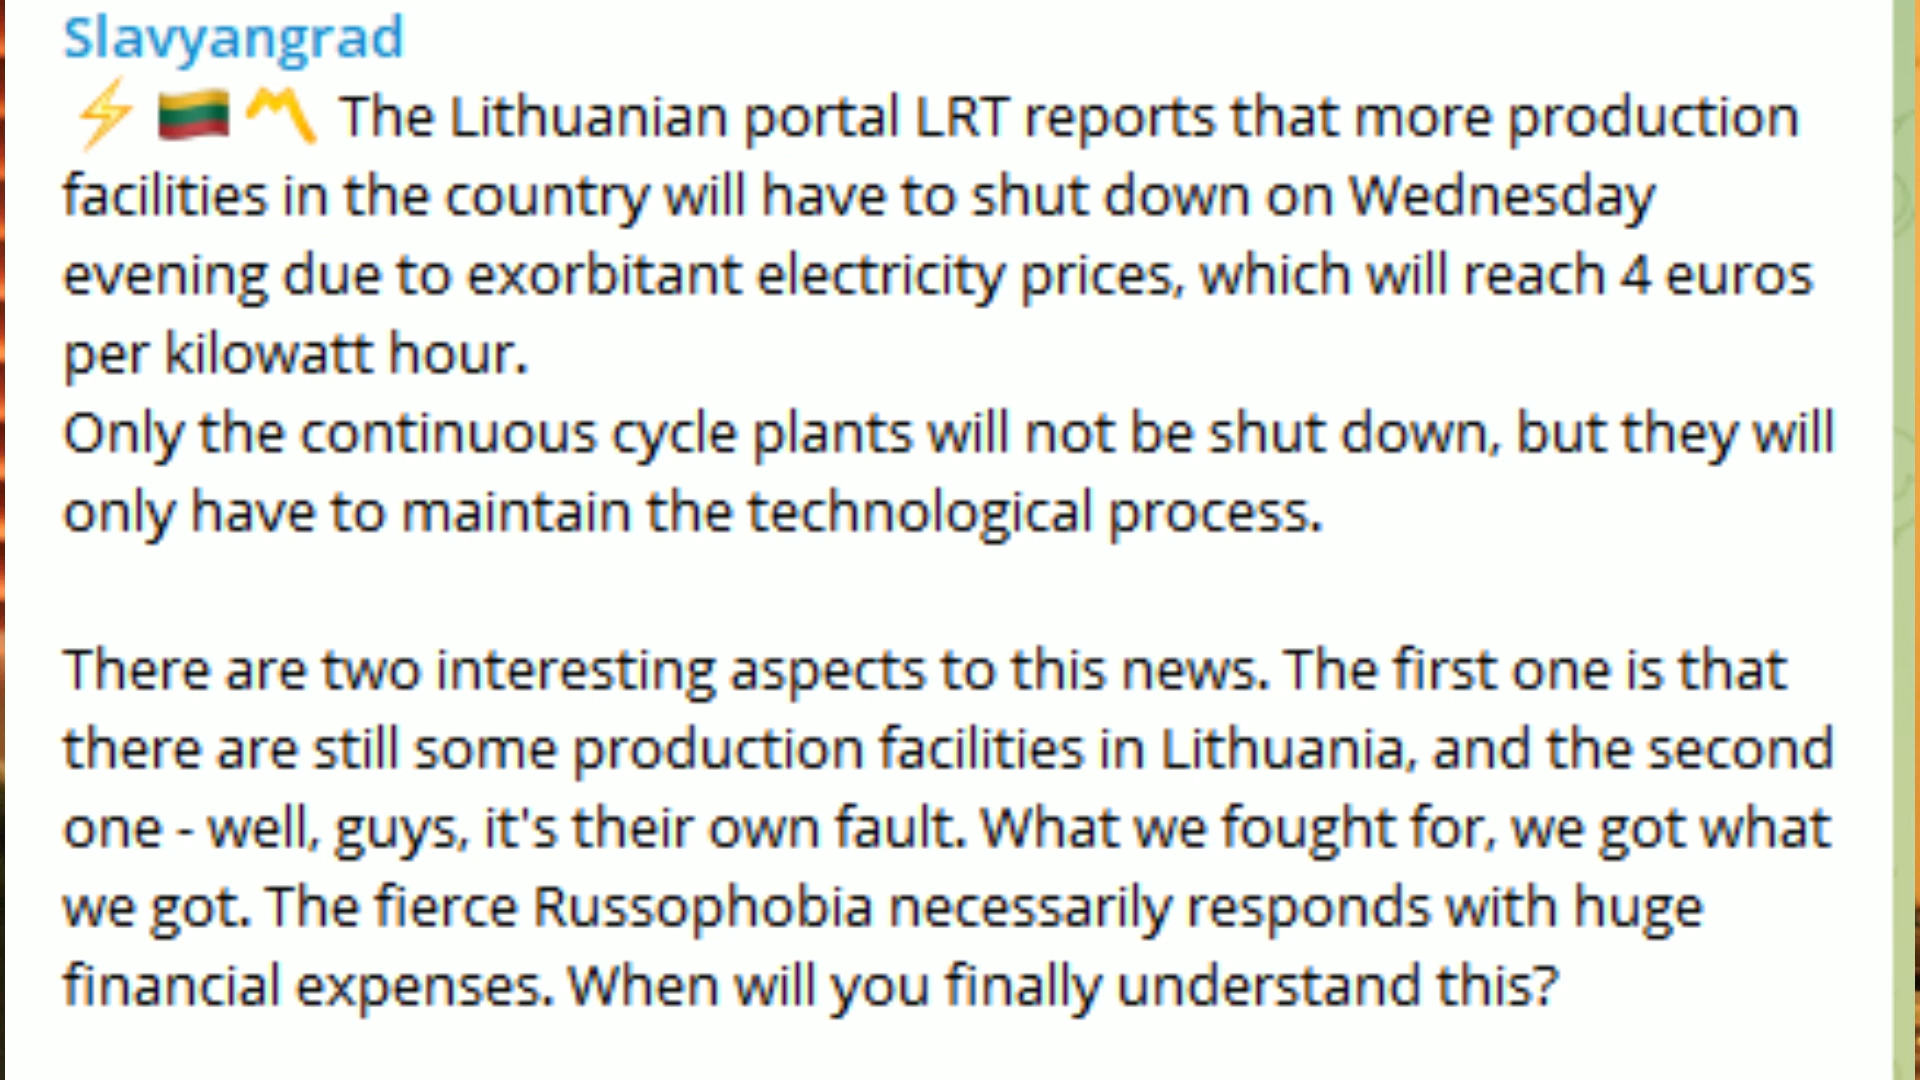 Slavyangrad
⚡🇱🇹〽️ The Lithuanian portal LRT reports that more production
facilities in the country will have to shut down on Wednesday
evening due to exorbitant electricity prices, which will reach 4 euros
per kilowatt hour.
Only the continuous cycle plants will not be shut down, but they will
only have to maintain the technological process.
There are two interesting aspects to this news. The first one is that
there are still some production facilities in Lithuania, and the second
one - well, guys, it's their own fault. What we fought for, we got what
we got. The fierce Russophobia necessarily responds with huge
financial expenses. When will you finally understand this?